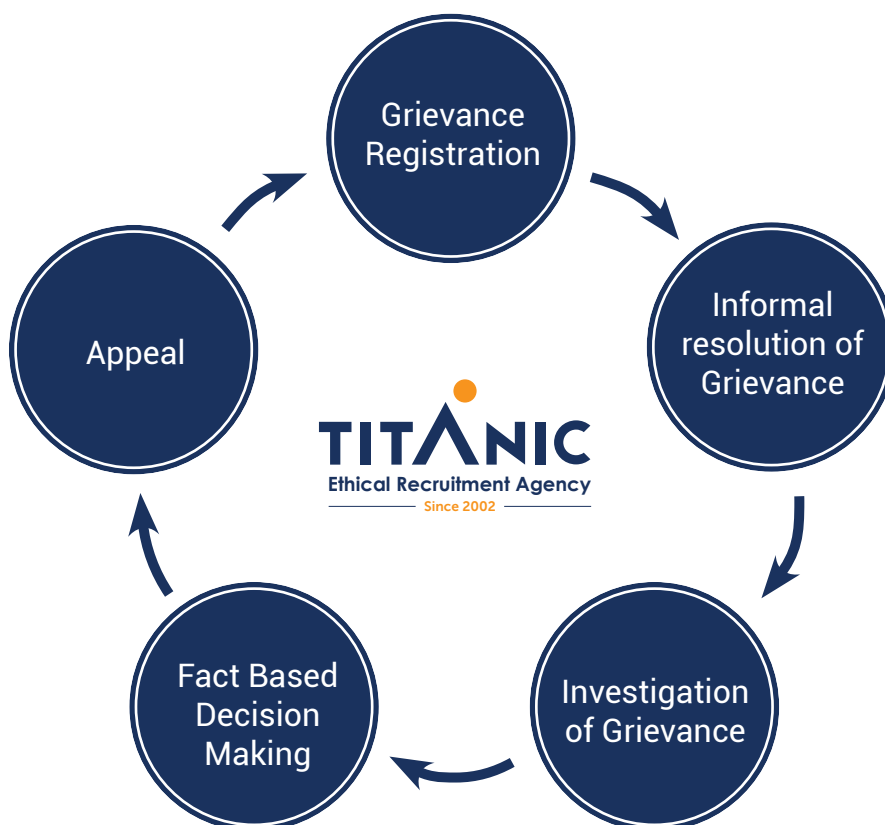 Grievance
Registration
Informal
resolution of
Grievance
Investigation
of Grievance
Fact Based
Decision
Making
Appeal
TITANIC
Ethical Recruitment Agency
Since 2002